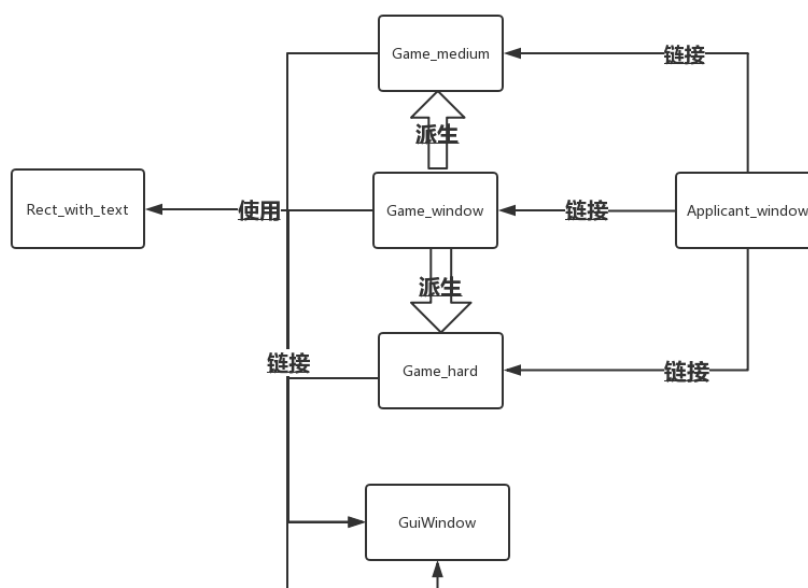 Game_medium
链接
派生
Rect_with_text
使用
Game_window
链接
Applicant_window
派生
链接
Game_hard
链接
GuiWindow